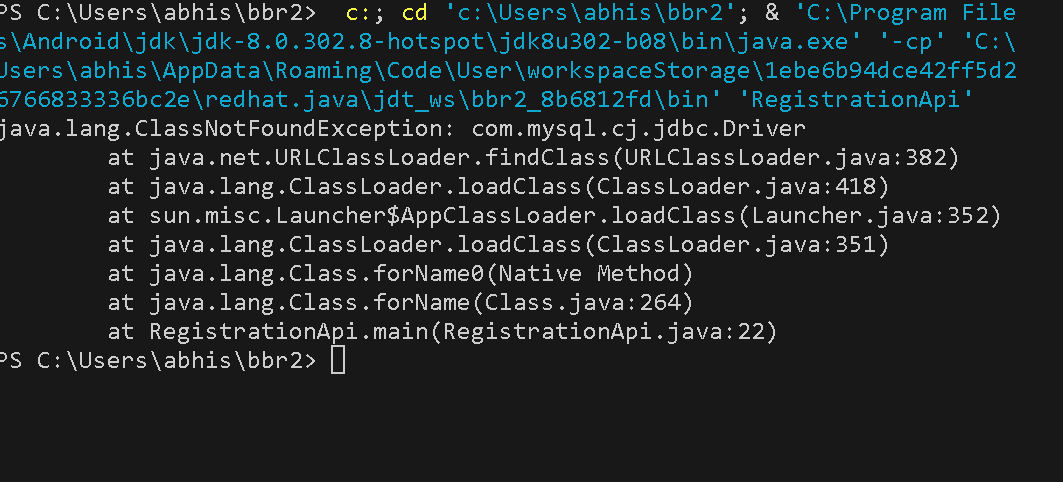 PS C:\Users\abhis\bbr2>  c:; cd 'c:\Users\abhis\bbr2'; & 'C:\Program File
s\Android\jdk\jdk-8.0.302.8-hotspot\jdk8u302-b08\bin\java.exe' '-cp' 'C:\
Users\abhis\AppData\Roaming\Code\User\workspaceStorage\1ebe6b94dce42ff5d2
6766833336bc2e\redhat.java\jdt_ws\bbr2_8b6812fd\bin' 'RegistrationApi'
java.lang.ClassNotFoundException: com.mysql.cj.jdbc.Driver
        at java.net.URLClassLoader.findClass(URLClassLoader.java:382)
        at java.lang.ClassLoader.loadClass(ClassLoader.java:418)
        at sun.misc.Launcher$AppClassLoader.loadClass(Launcher.java:352)
        at java.lang.ClassLoader.loadClass(ClassLoader.java:351)
        at java.lang.Class.forName0(Native Method)
        at java.lang.Class.forName(Class.java:264)
        at RegistrationApi.main(RegistrationApi.java:22)
PS C:\Users\abhis\bbr2>